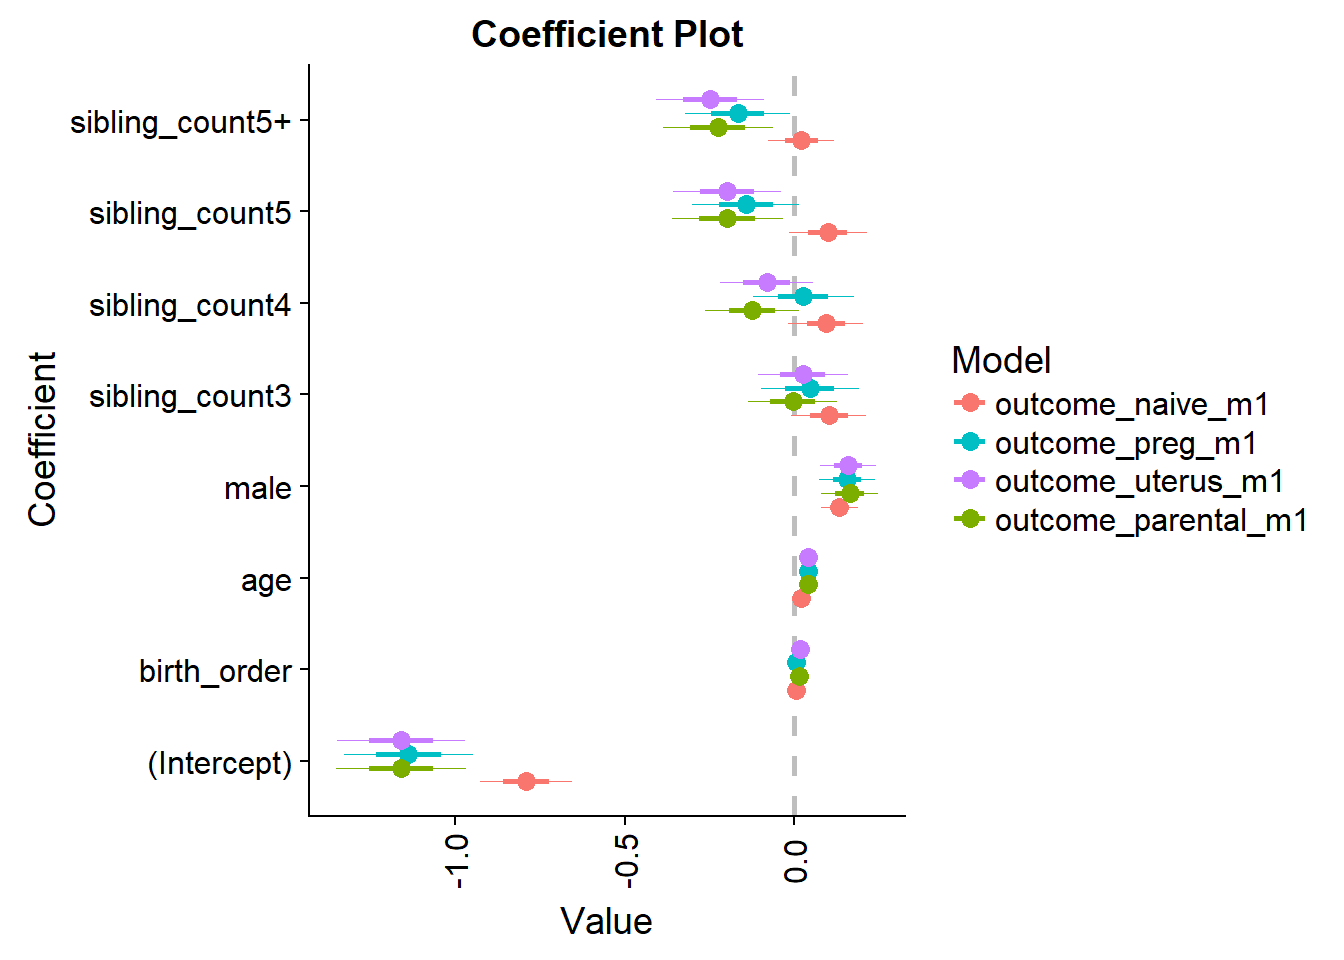 Coefficient Plot
sibling_count5+
sibling_count5
sibling_count4
sibling_count3
male
age
birth_order
(Intercept)
Coefficient
-1.0
-0.5
0.0
Value
Model
outcome_naive_m1
outcome_preg_m1
outcome_uterus_m1
outcome_parental_m1